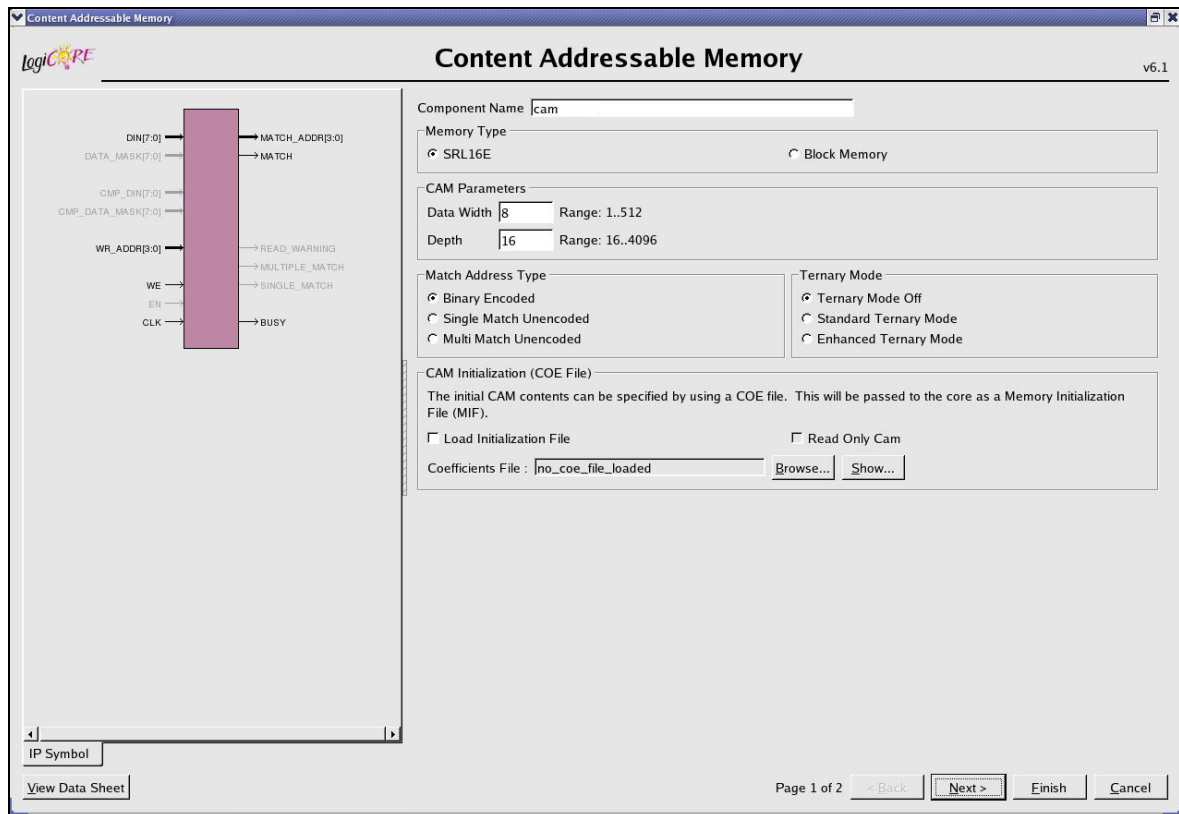 Content Addressable Memory
logiCORE
Content Addressable Memory
v6.1
DIN[7:0]
MATCH_ADDR[3:0]
DATA_MASK[7:0]
MATCH
CMP_DIN[7:0]
CMP_DATA_MASK[7:0]
WR_ADDR[3:0]
READ_WARNING
MULTIPLE_MATCH
WE
SINGLE_MATCH
EN
CLK
BUSY
IP Symbol
Component Name cam
Memory Type
SRL16E Block Memory
CAM Parameters
Data Width 8 Range: 1..512
Depth 16 Range: 16..4096
Match Address Type
Binary Encoded
Single Match Unencoded
Multi Match Unencoded
Ternary Mode
Ternary Mode Off
Standard Ternary Mode
Enhanced Ternary Mode
CAM Initialization (COE File)
The initial CAM contents can be specified by using a COE file. This will be passed to the core as a Memory Initialization
File (MIF).
Load Initialization File Read Only Cam
Coefficients File : no_coe_file_loaded Browse... Show...
View Data Sheet
Page 1 of 2 < Back Next > Finish Cancel